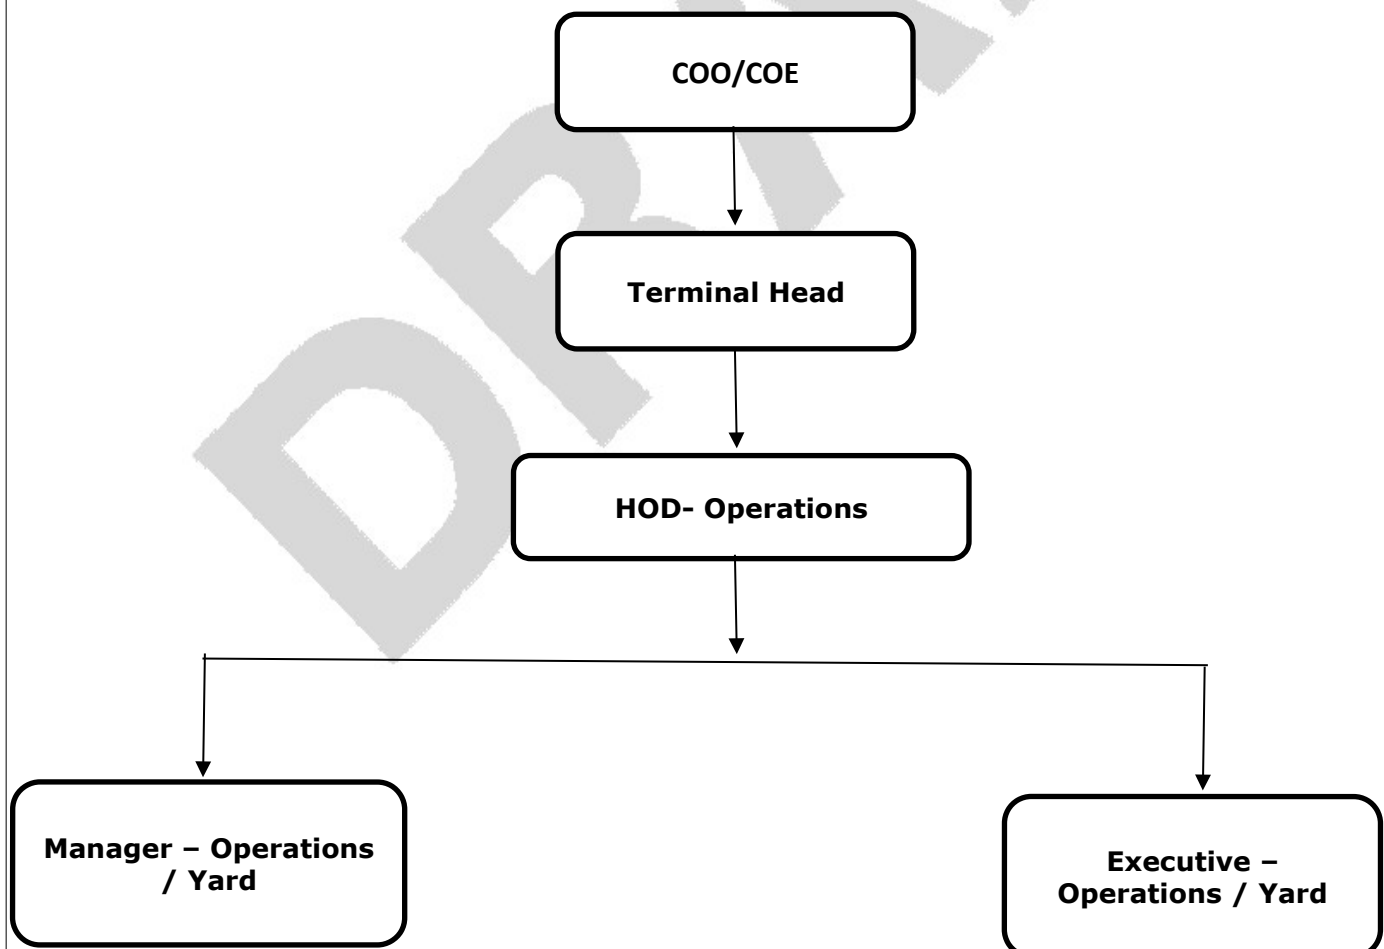 COO/COE
Terminal Head
HOD- Operations
Manager – Operations
/ Yard
Executive –
Operations / Yard